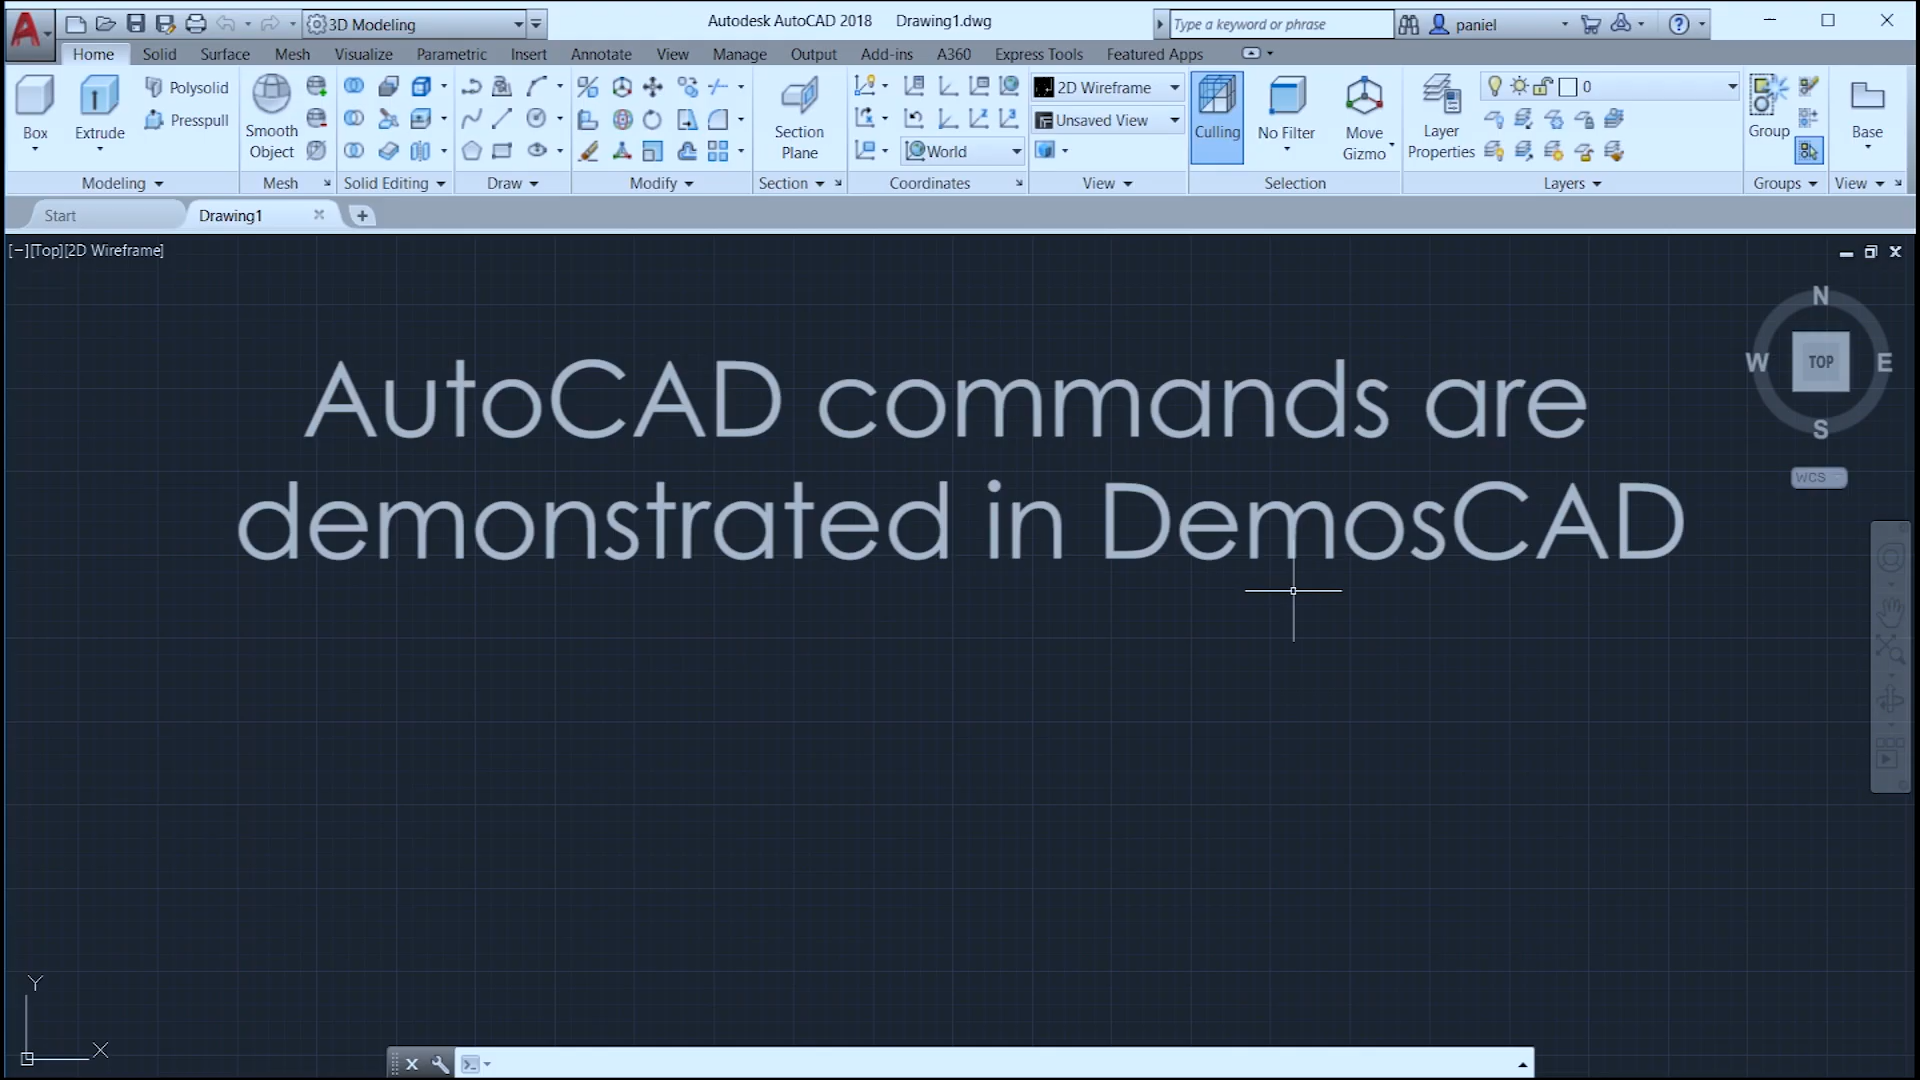 3D Modeling
Autodesk AutoCAD 2018 Drawing1.dwg
Type a keyword or phrase
paniel
Home Solid Surface Mesh Visualize Parametric Insert Annotate View Manage Output Add-ins A360 Express Tools Featured Apps
Box
Extrude
Polysolid
Presspull
Smooth
Object
Section
Plane
World
2D Wireframe
Unsaved View
Culling
No Filter
Move
Gizmo
Layer
Properties
0
Group
Base
Modeling Mesh Solid Editing Draw Modify Section Coordinates View Selection Layers Groups View
Start Drawing1
[−][Top][2D Wireframe]
N
W TOP E
S
WCS
AutoCAD commands are
demonstrated in DemosCAD
Y
X